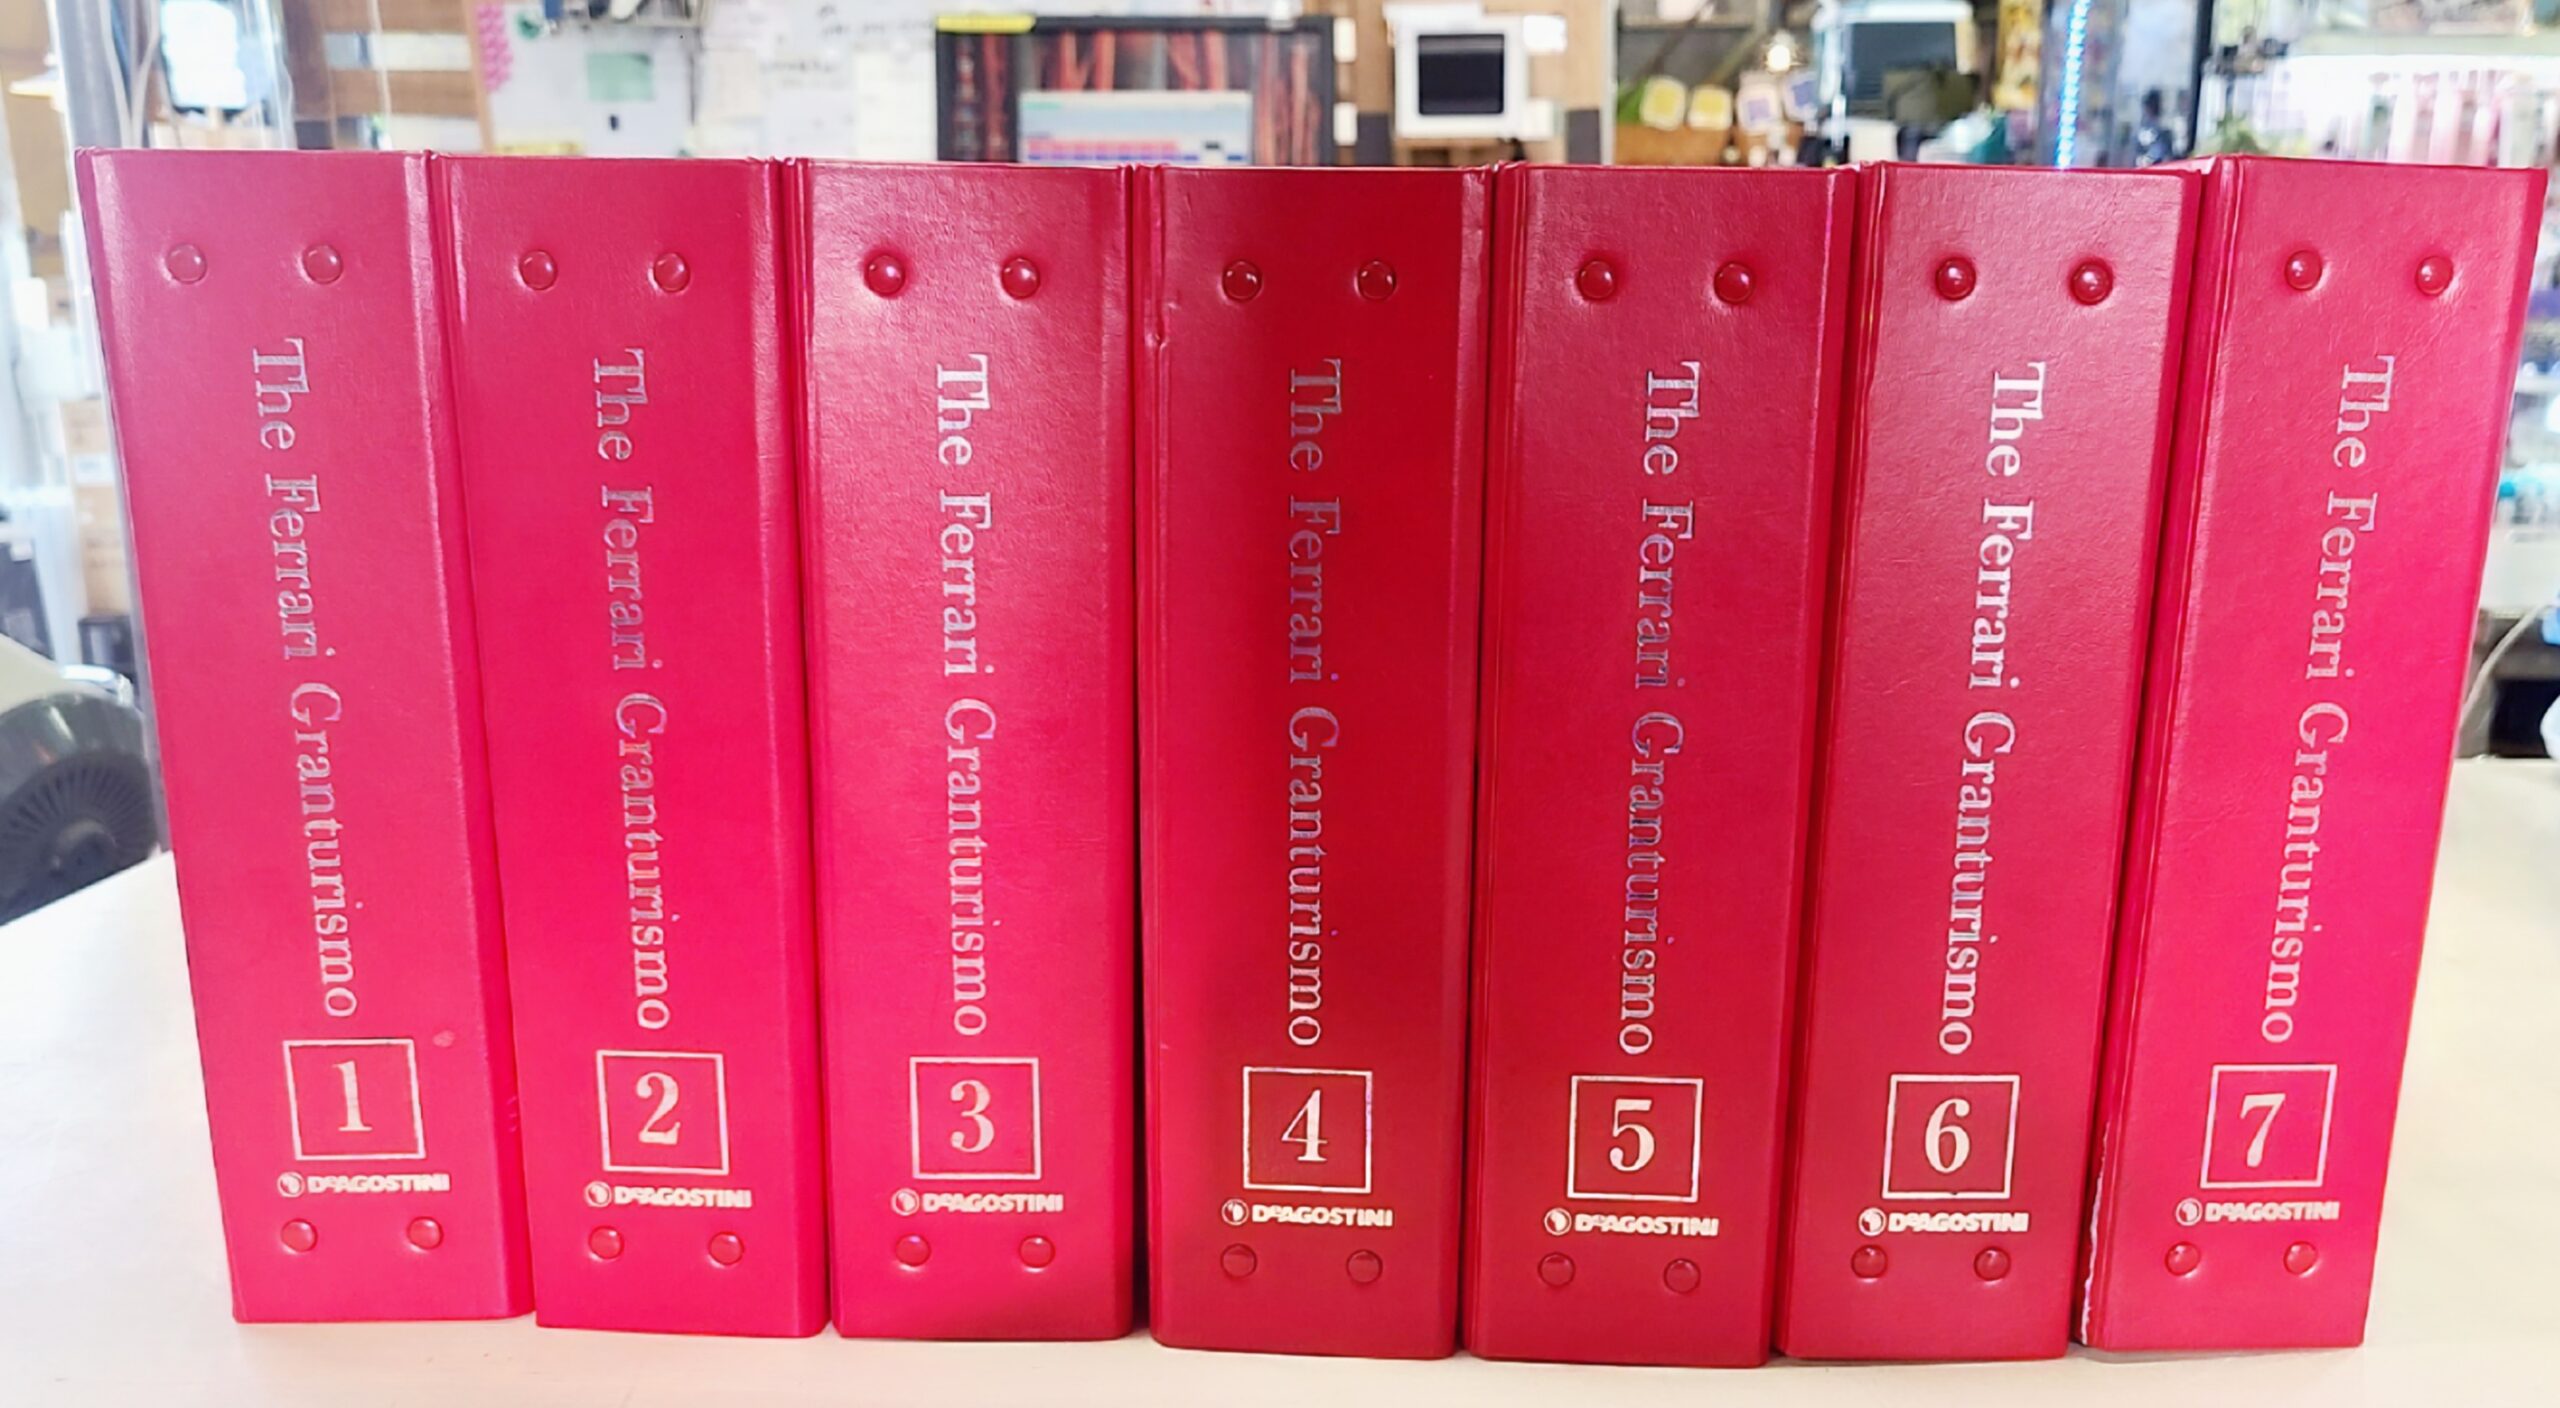 The Ferrari Granturismo
1
DeAGOSTINI
The Ferrari Granturismo
2
DeAGOSTINI
The Ferrari Granturismo
3
DeAGOSTINI
The Ferrari Granturismo
4
DeAGOSTINI
The Ferrari Granturismo
5
DeAGOSTINI
The Ferrari Granturismo
6
DeAGOSTINI
The Ferrari Granturismo
7
DeAGOSTINI